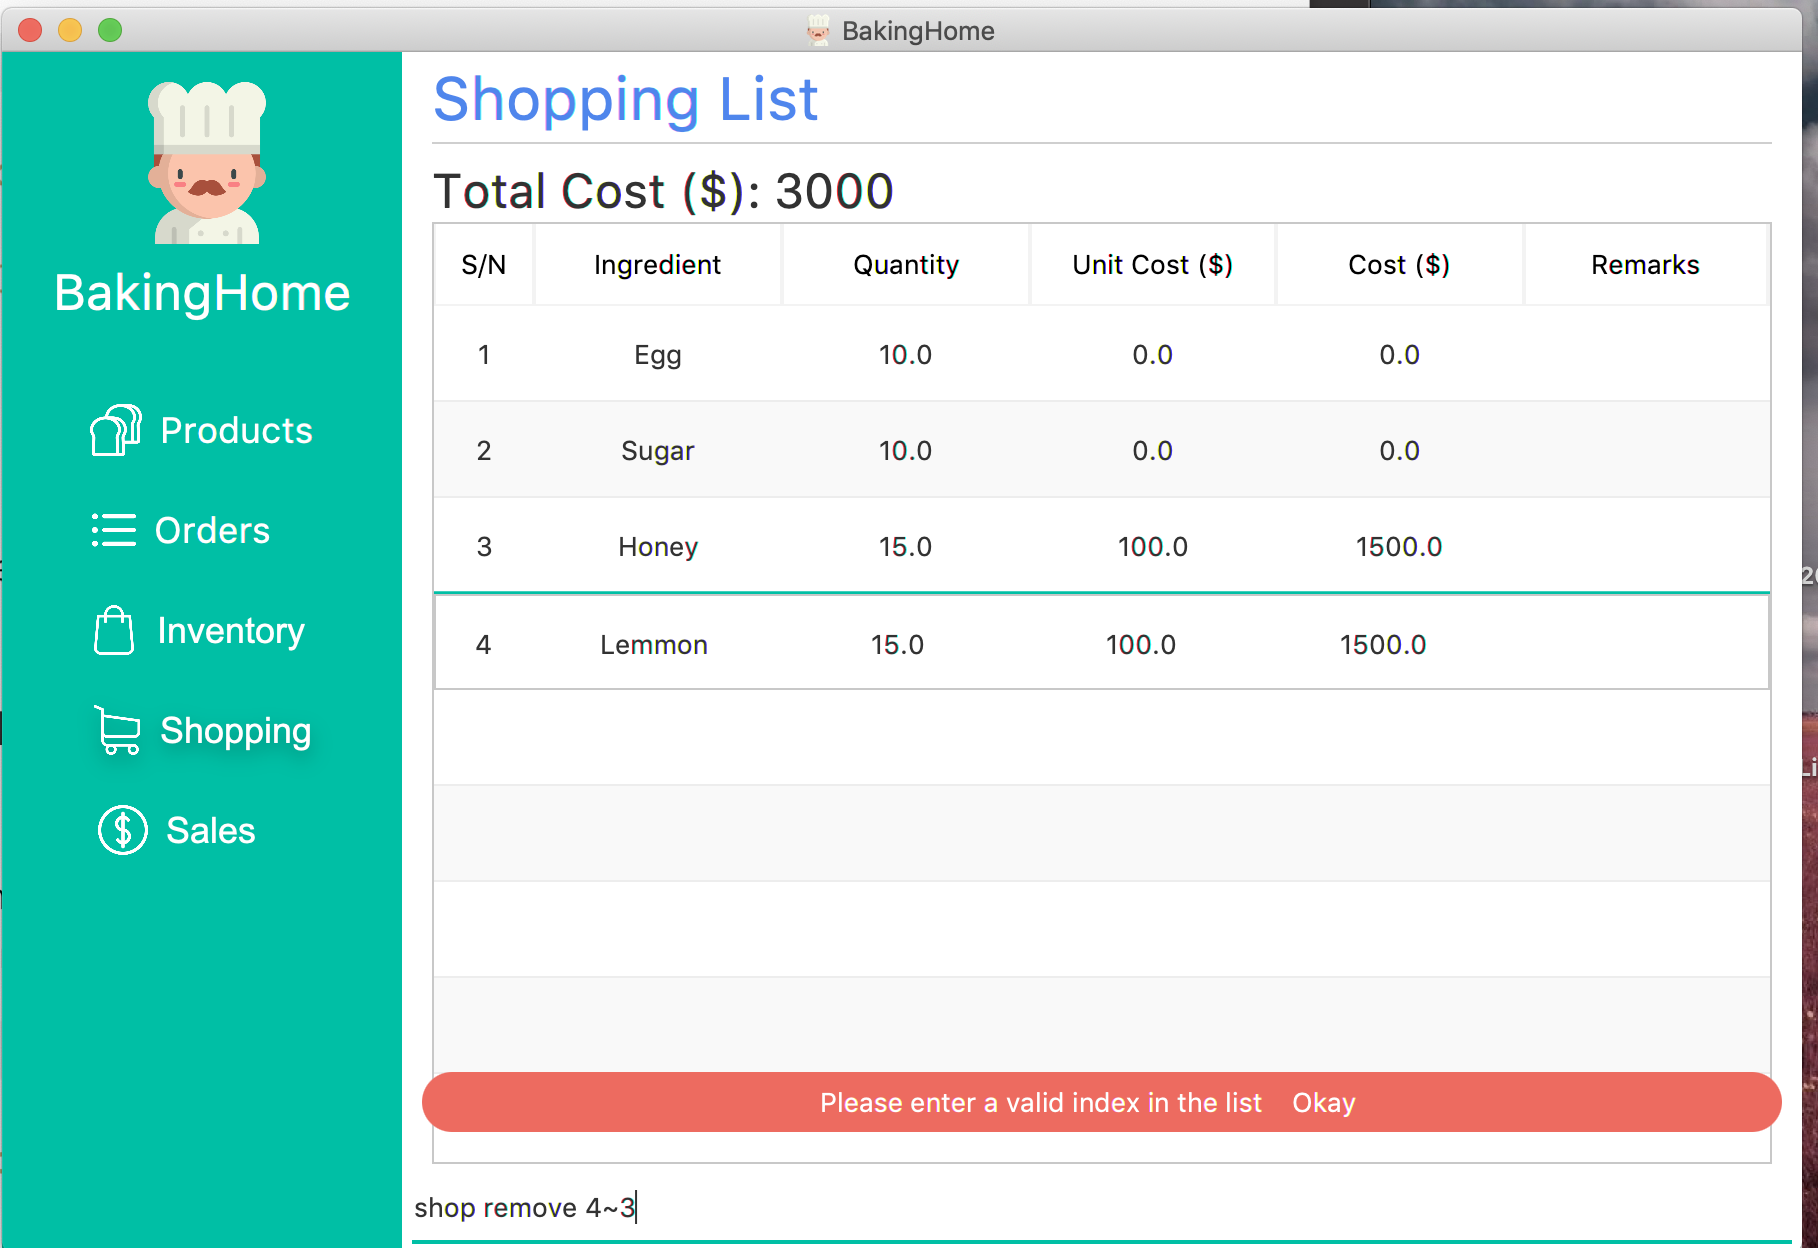 BakingHome
BakingHome
Products
Orders
Inventory
Shopping
Sales
Shopping List
Total Cost ($): 3000
S/N Ingredient Quantity Unit Cost ($) Cost ($) Remarks
1 Egg 10.0 0.0 0.0
2 Sugar 10.0 0.0 0.0
3 Honey 15.0 100.0 1500.0
4 Lemmon 15.0 100.0 1500.0
Please enter a valid index in the list Okay
shop remove 4~3